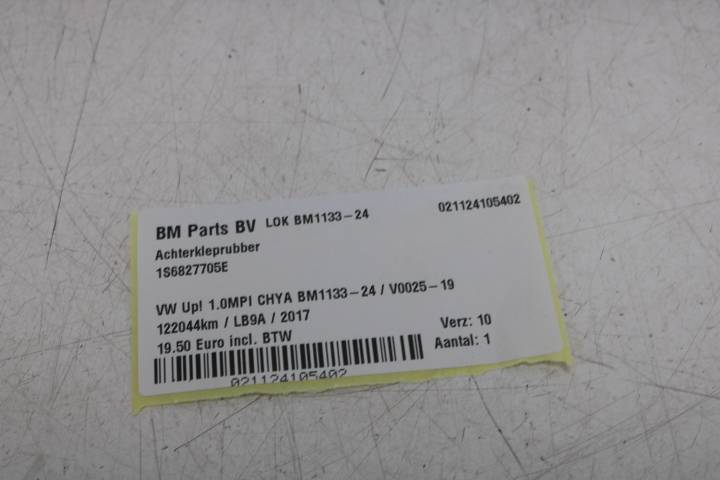 BM Parts BV LOK BM1133-24 021124105402
Achterkleprubber
1S6827705E
VW Up! 1.0MPI CHYA BM1133-24 / V0025-19
122044km / LB9A / 2017
19.50 Euro incl. BTW Verz: 10
Aantal: 1
021124105402